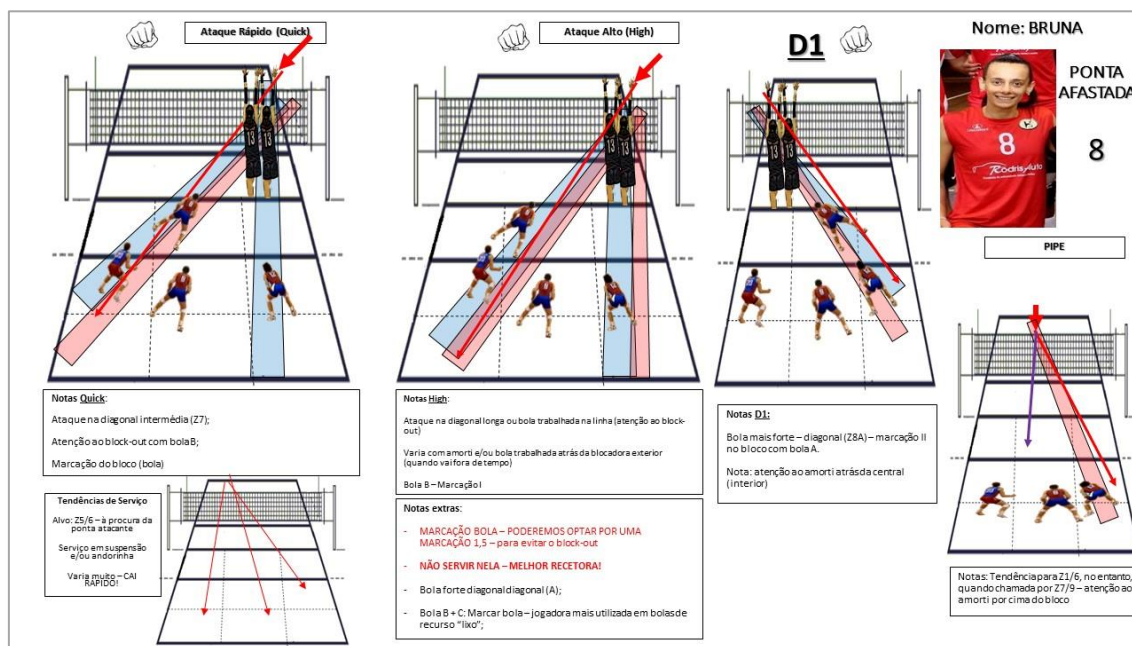 Ataque Rápido (Quick)
Ataque Alto (High)
D1
Nome: BRUNA
PONTA
AFASTADA
8
8
Rodris Auto
13
13
13
13
PIPE
Notas Quick:
Ataque na diagonal intermédia (Z7)
Atenção ao block-out com bola B;
Marcação do bloco (bola)
Notas High:
Ataque na diagonal longa ou bola trabalhada na linha (atenção ao block-
out)
Varia com amorti e/ou bola trabalhada atrás da blocadora exterior
(quando vai fora de tempo)
Bola B – Marcação I
Notas D1:
Bola mais forte – diagonal (Z8A) – marcação II
no bloco com bola A.
Nota: atenção ao amorti atrás da central
(interior)
Tendências de Serviço
Alvo: Z5/6 – à procura da
ponta atacante
Serviço em suspensão
e/ou andorinha
Varia muito – CAI
RÁPIDO!
Notas extras:
- MARCAÇÃO BOLA – PODEREMOS OPTAR POR UMA
MARCAÇÃO 1,5 – para evitar o block-out
- NÃO SERVIR NELA – MELHOR RECETORA!
- Bola forte diagonal diagonal (A);
- Bola B + C: Marcar bola – jogadora mais utilizada em bolas de
recurso “lixo”;
Notas: Tendência para Z1/6, no entanto,
quando chamada por Z7/9 – atenção ao
amorti por cima do bloco